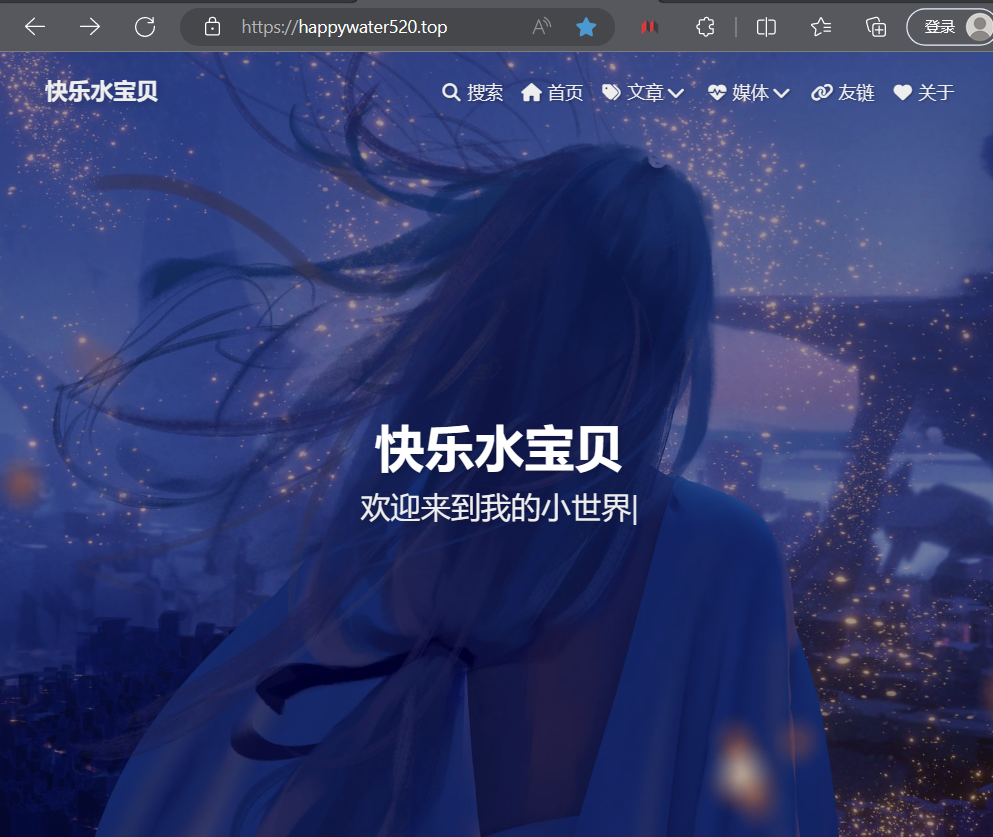 https://happywater520.top 登录
快乐水宝贝 搜索 首页 文章 媒体 友链 关于
快乐水宝贝
欢迎来到我的小世界|